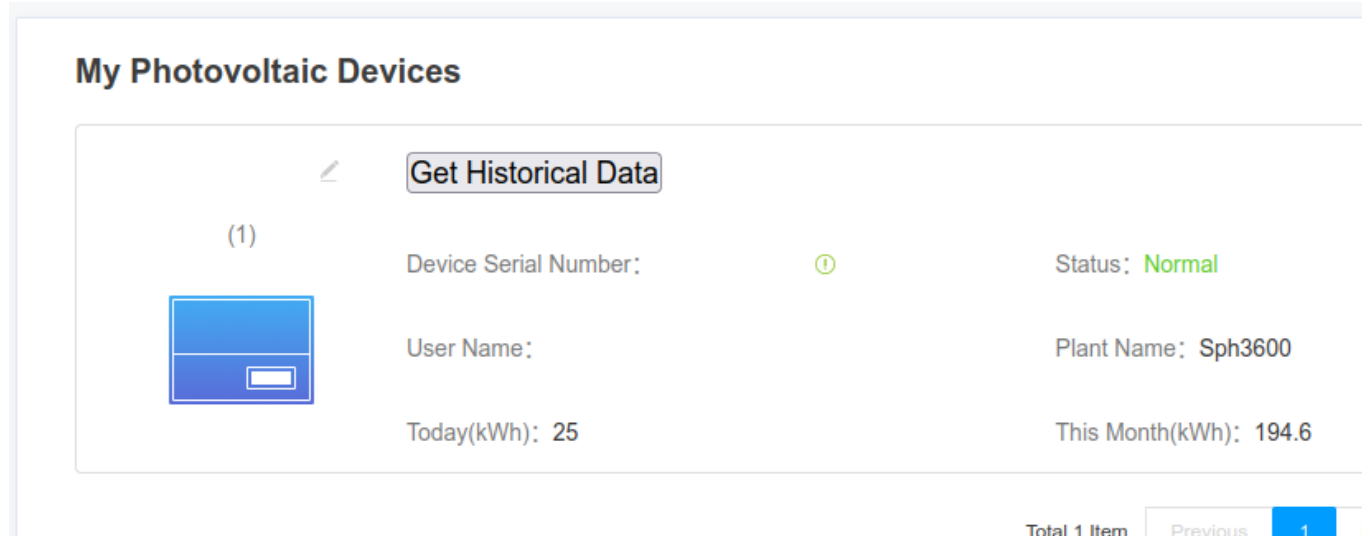 My Photovoltaic Devices
Get Historical Data
(1)
Device Serial Number:
Status: Normal
User Name:
Plant Name: Sph3600
Today(kWh): 25
This Month(kWh): 194.6
Total 1 Item Previous 1